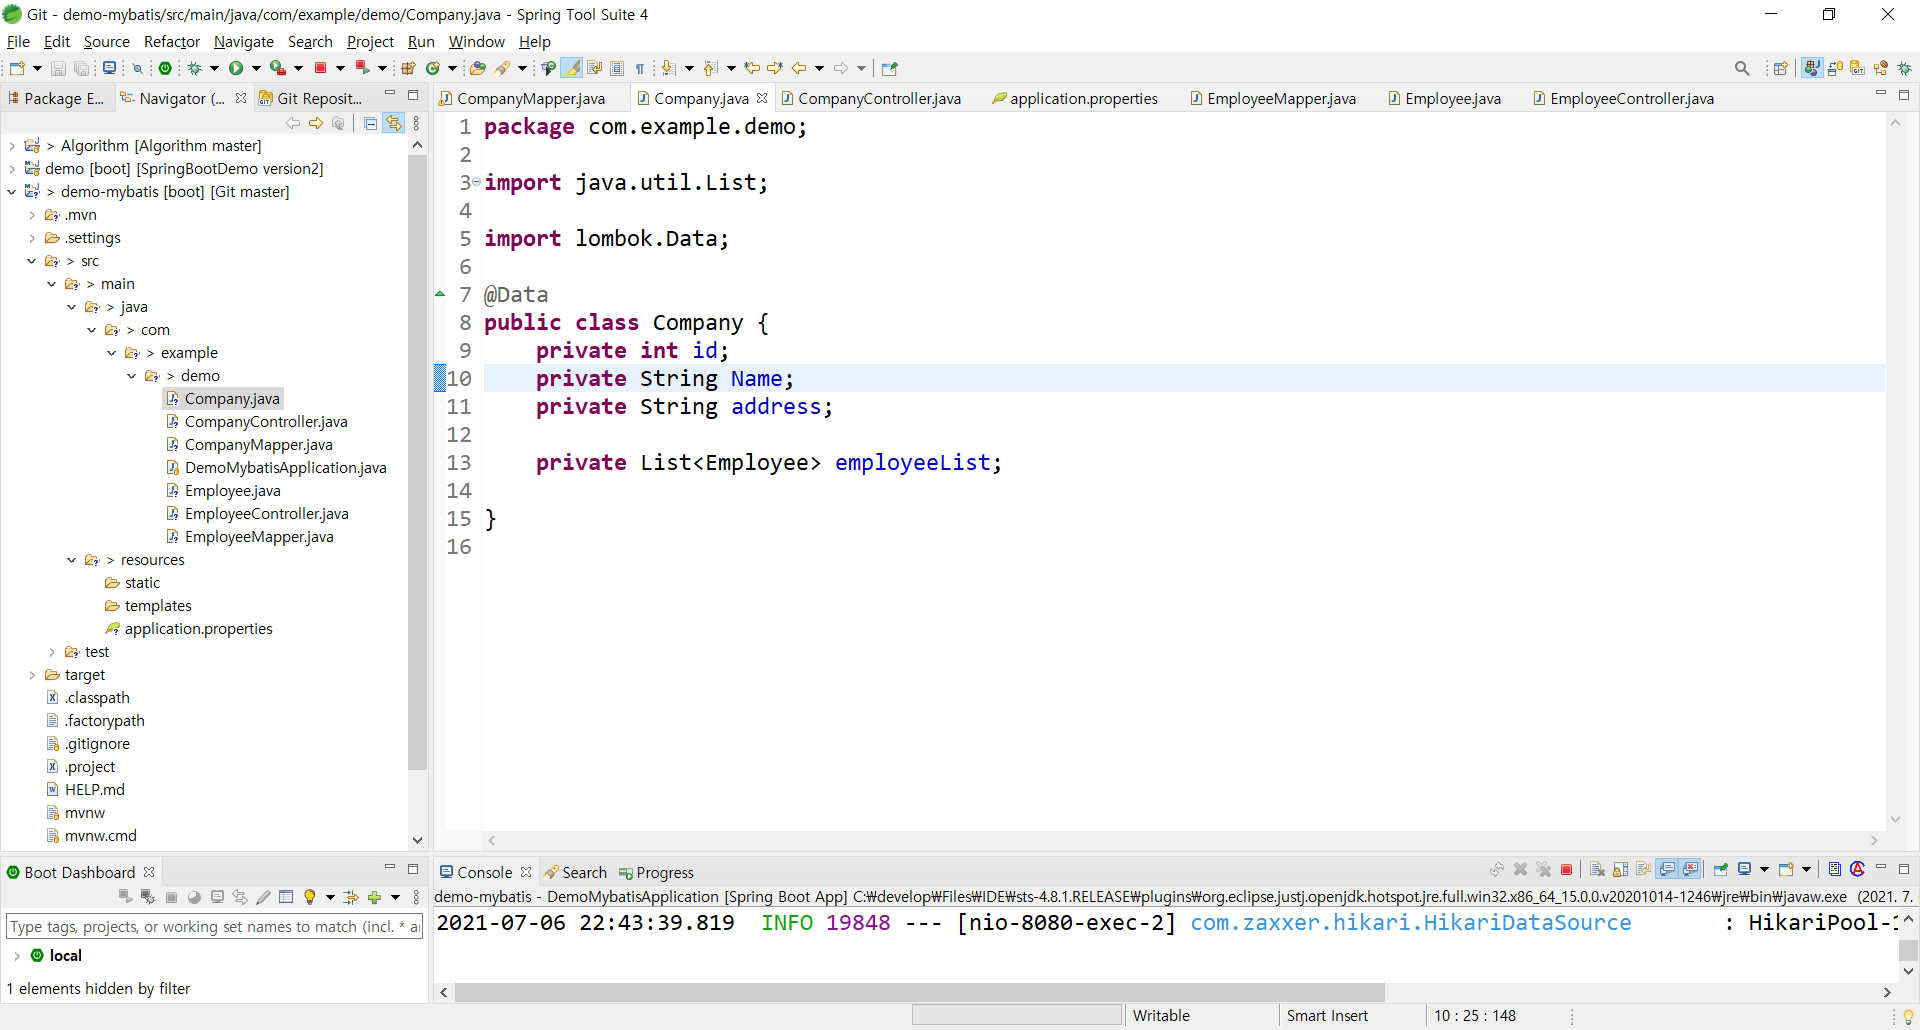 Git - demo-mybatis/src/main/java/com/example/demo/Company.java - Spring Tool Suite 4
File Edit Source Refactor Navigate Search Project Run Window Help
Package E...
Navigator (...
Git Reposit...
CompanyMapper.java
Company.java
CompanyController.java
application.properties
EmployeeMapper.java
Employee.java
EmployeeController.java
> Algorithm [Algorithm master]
demo [boot] [SpringBootDemo version2]
> demo-mybatis [boot] [Git master]
.mvn
.settings
> src
> main
> java
> com
> example
> demo
Company.java
CompanyController.java
CompanyMapper.java
DemoMybatisApplication.java
Employee.java
EmployeeController.java
EmployeeMapper.java
> resources
static
templates
application.properties
test
target
.classpath
.factorypath
.gitignore
.project
HELP.md
mvnw
mvnw.cmd
1 package com.example.demo;
2
3 import java.util.List;
4
5 import lombok.Data;
6
7 @Data
8 public class Company {
9 private int id;
10 private String Name;
11 private String address;
12
13 private List<Employee> employeeList;
14
15 }
16
Boot Dashboard
Type tags, projects, or working set names to match (incl. *
local
1 elements hidden by filter
Console
Search
Progress
demo-mybatis - DemoMybatisApplication [Spring Boot App] C:₩develop₩Files₩IDE₩sts-4.8.1.RELEASE₩plugins₩org.eclipse.justj.openjdk.hotspot.jre.full.win32.x86_64_15.0.0.v20201014-1246₩jre₩bin₩javaw.exe (2021. 7.
2021-07-06 22:43:39.819 INFO 19848 --- [nio-8080-exec-2] com.zaxxer.hikari.HikariDataSource : HikariPool-1
Writable
Smart Insert
10 : 25 : 148